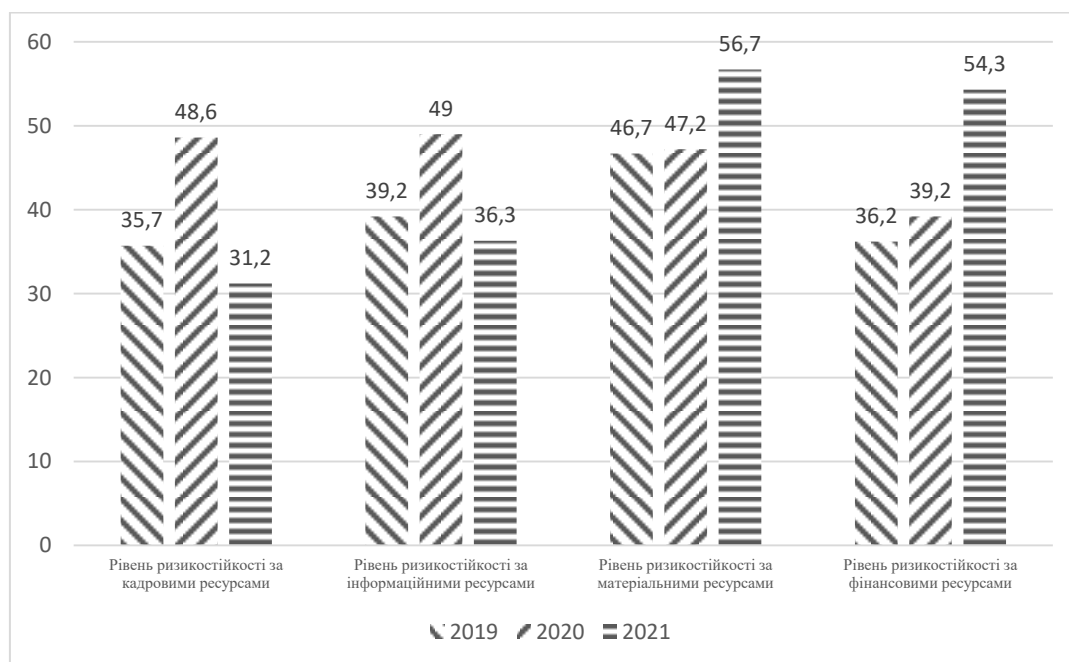 60
50
40
30
20
10
0
35,7
48,6
31,2
39,2
49
36,3
46,7
47,2
56,7
36,2
39,2
54,3
Рівень ризикостійкості за
кадровими ресурсами
Рівень ризикостійкості за
інформаційними ресурсами
Рівень ризикостійкості за
матеріальними ресурсами
Рівень ризикостійкості за
фінансовими ресурсами
2019
2020
2021